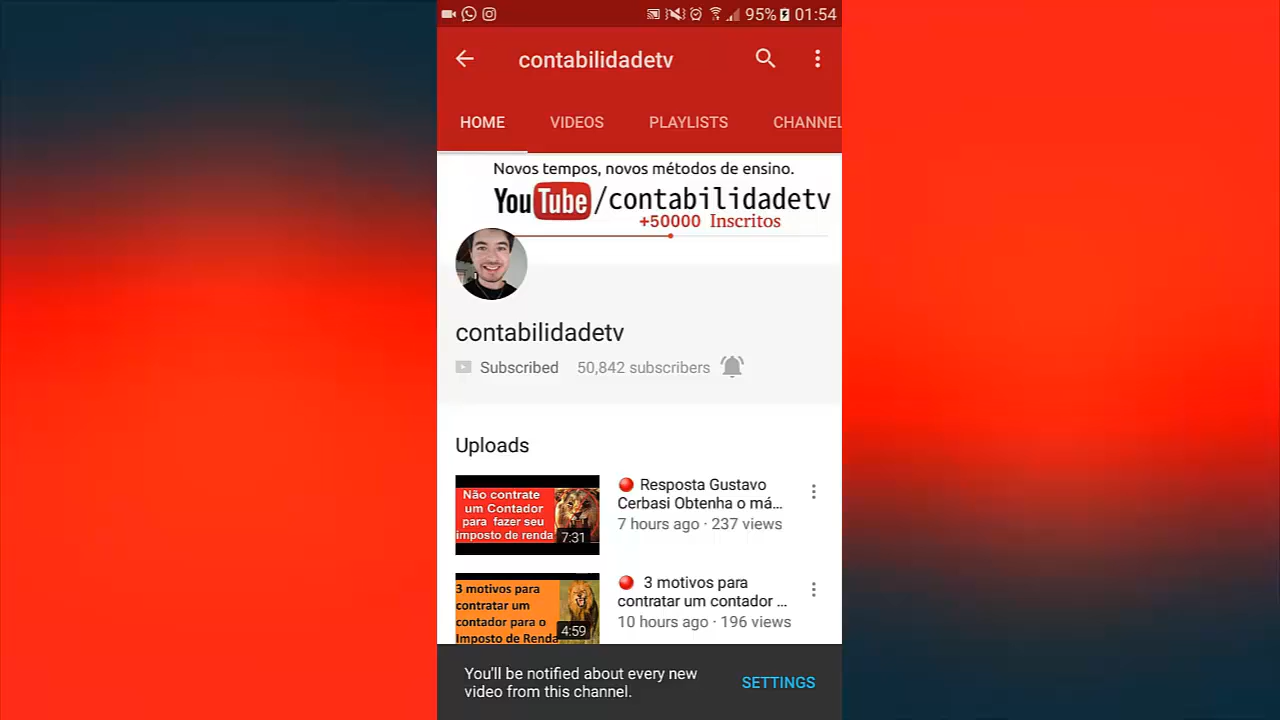 95% 01:54
contabilidadetv
HOME VIDEOS PLAYLISTS CHANNEL
Novos tempos, novos métodos de ensino.
YouTube/contabilidadetv
+50000 Inscritos
contabilidadetv
Subscribed 50,842 subscribers
Uploads
Não contrate
um Contador
para fazer seu
imposto de renda
7:31
Resposta Gustavo
Cerbasi Obtenha o má...
7 hours ago · 237 views
3 motivos para
contratar um
contador para o
Imposto de Renda
4:59
3 motivos para
contratar um contador ...
10 hours ago · 196 views
You'll be notified about every new
video from this channel.
SETTINGS